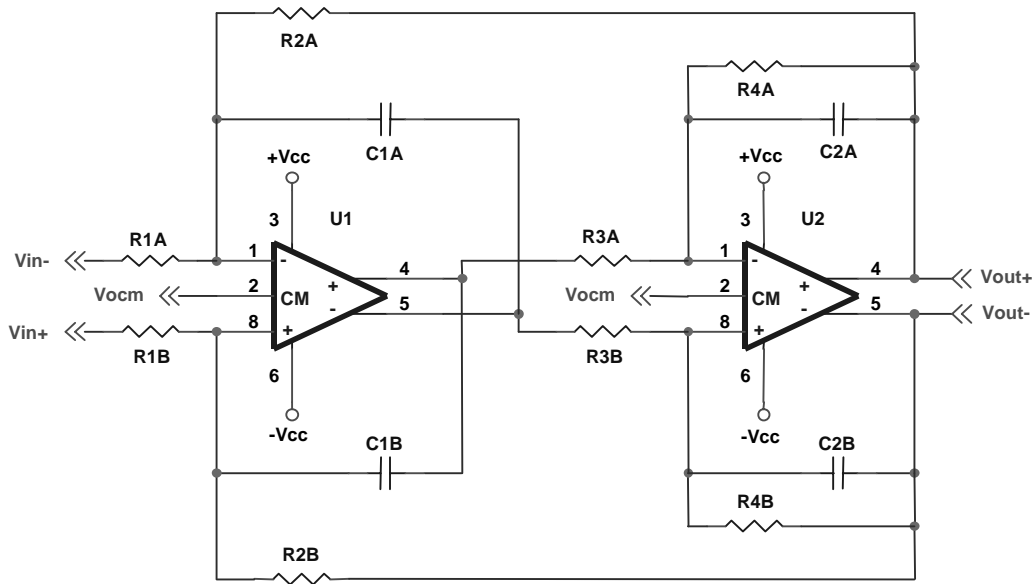 R2A
R4A
C1A
C2A
+Vcc
+Vcc
3
U1
3
U2
R1A
R3A
Vin-
1
-
4
1
-
4
Vout+
Vocm
2
CM
+
Vocm
2
CM
+
Vin+
8
+
-
5
8
+
-
5
Vout-
R1B
R3B
6
6
-Vcc
-Vcc
C1B
C2B
R4B
R2B